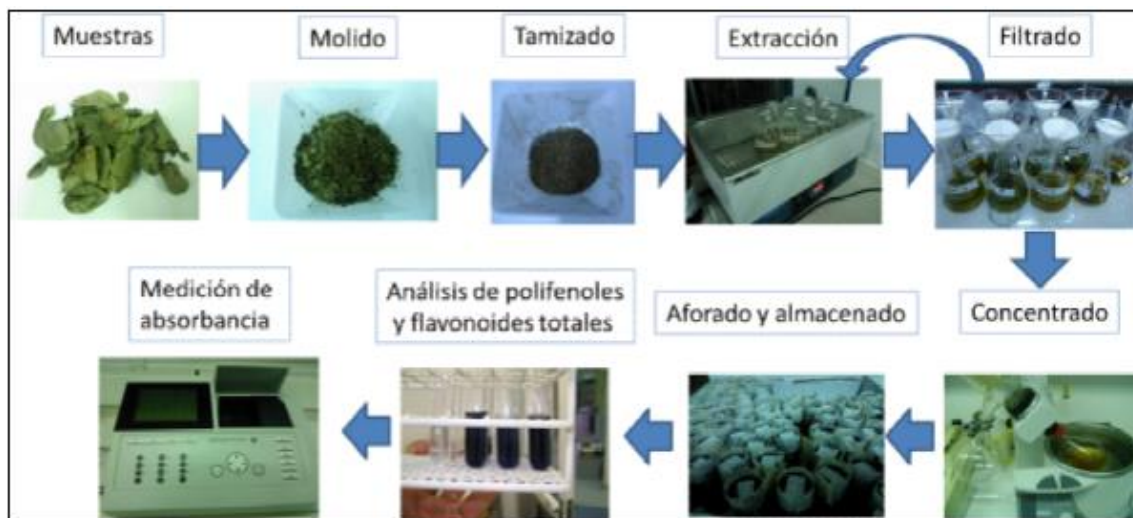 Muestras
Molido
Tamizado
Extracción
Filtrado
Concentrado
Aforado y almacenado
Análisis de polifenoles
y flavonoides totales
Medición de
absorbancia